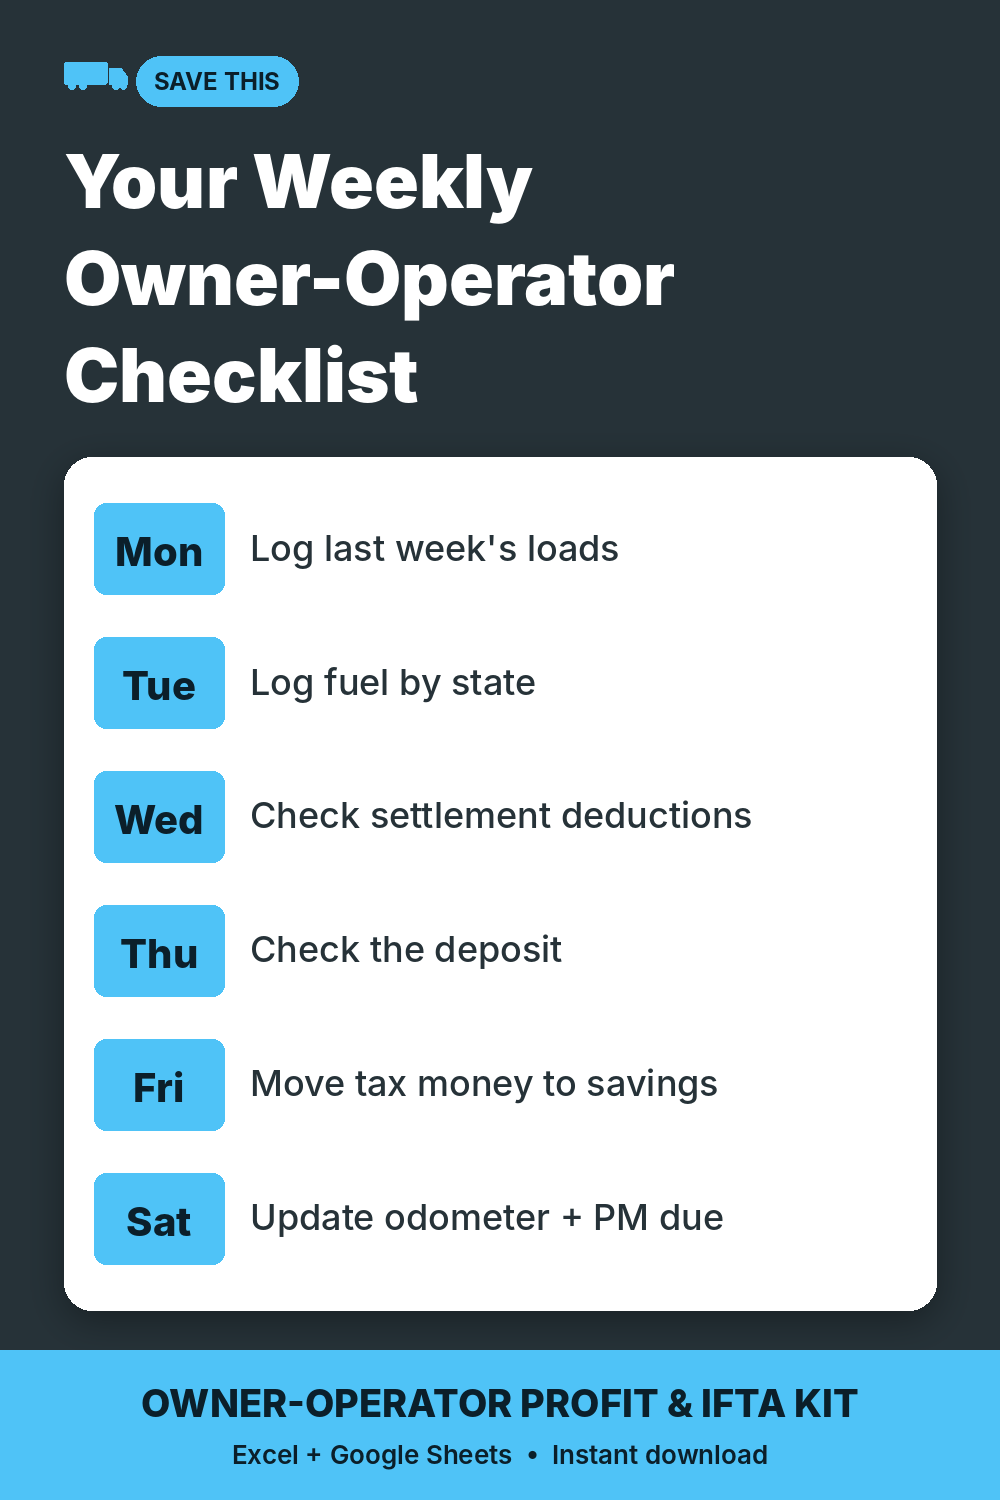 SAVE THIS
Your Weekly
Owner-Operator
Checklist
Mon Log last week's loads
Tue Log fuel by state
Wed Check settlement deductions
Thu Check the deposit
Fri Move tax money to savings
Sat Update odometer + PM due
OWNER-OPERATOR PROFIT & IFTA KIT
Excel + Google Sheets • Instant download